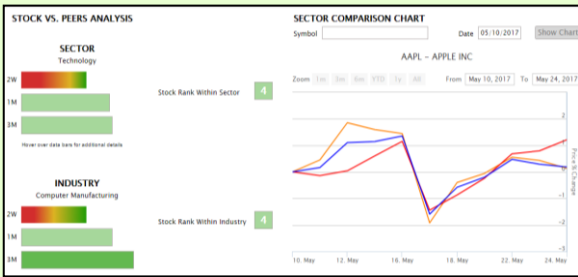 STOCK VS. PEERS ANALYSIS
SECTOR
Technology
2W
1M
3M
Stock Rank Within Sector 4
Hover over data bars for additional details
INDUSTRY
Computer Manufacturing
2W
1M
3M
Stock Rank Within Industry 4
SECTOR COMPARISON CHART
Symbol Date 05/10/2017 Show Chart
AAPL - APPLE INC
Zoom 1m 3m 6m YTD 1y All From May 10, 2017 To May 24, 2017
2
1
0
-1
-2
-3
Price % Change
10. May 12. May 16. May 18. May 22. May 24. May